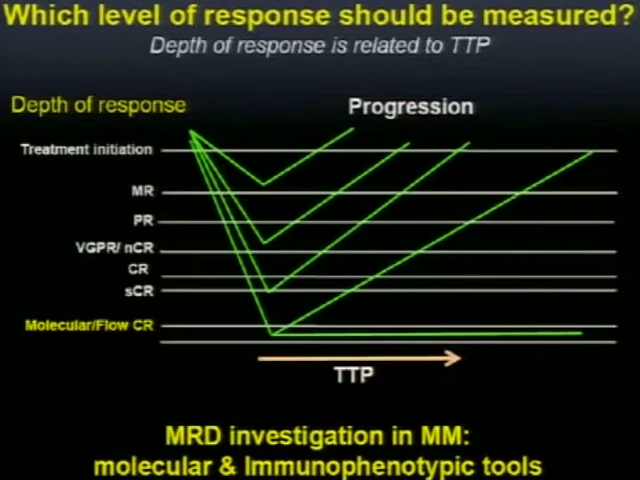 Which level of response should be measured?
Depth of response is related to TTP
Depth of response
Progression
Treatment initiation
MR
PR
VGPR/ nCR
CR
sCR
Molecular/Flow CR
TTP
MRD investigation in MM:
molecular & Immunophenotypic tools